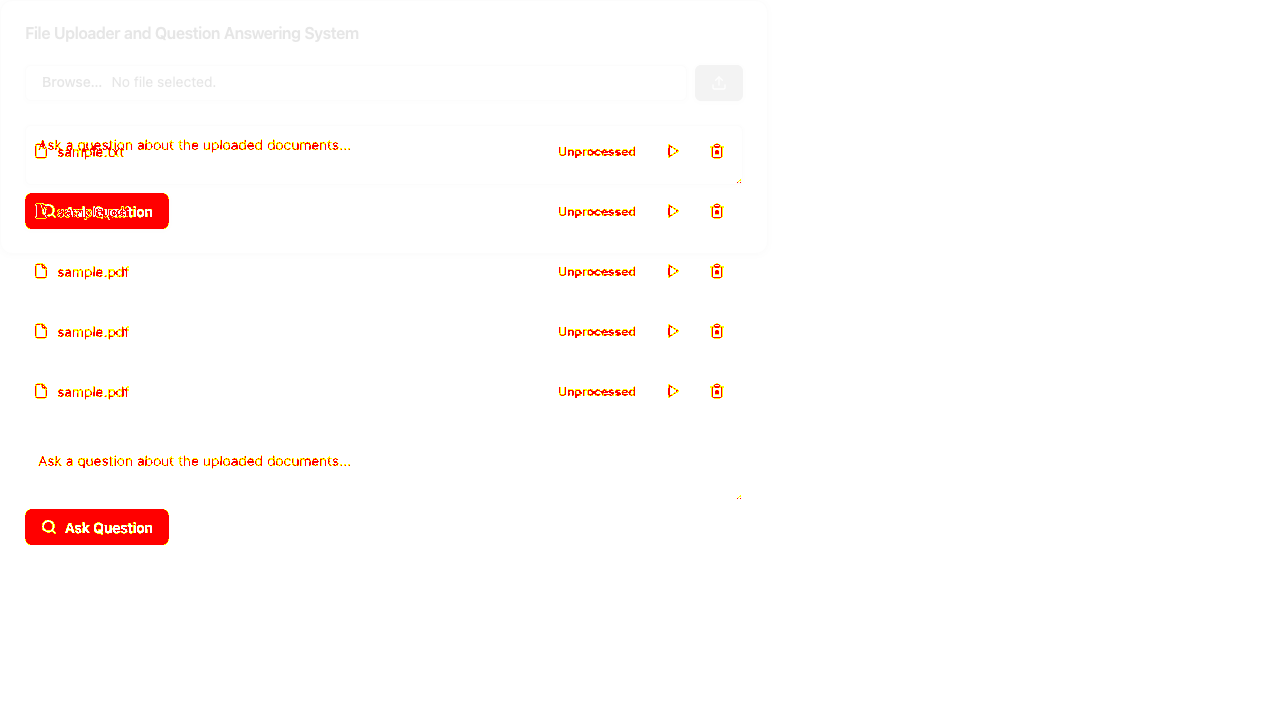 File Uploader and Question Answering System
Browse... No file selected.
Ask a question about the uploaded documents...
sample.txt Unprocessed
Ask Question
sample.pdf Unprocessed
sample.pdf Unprocessed
sample.pdf Unprocessed
sample.pdf Unprocessed
Ask a question about the uploaded documents...
Ask Question